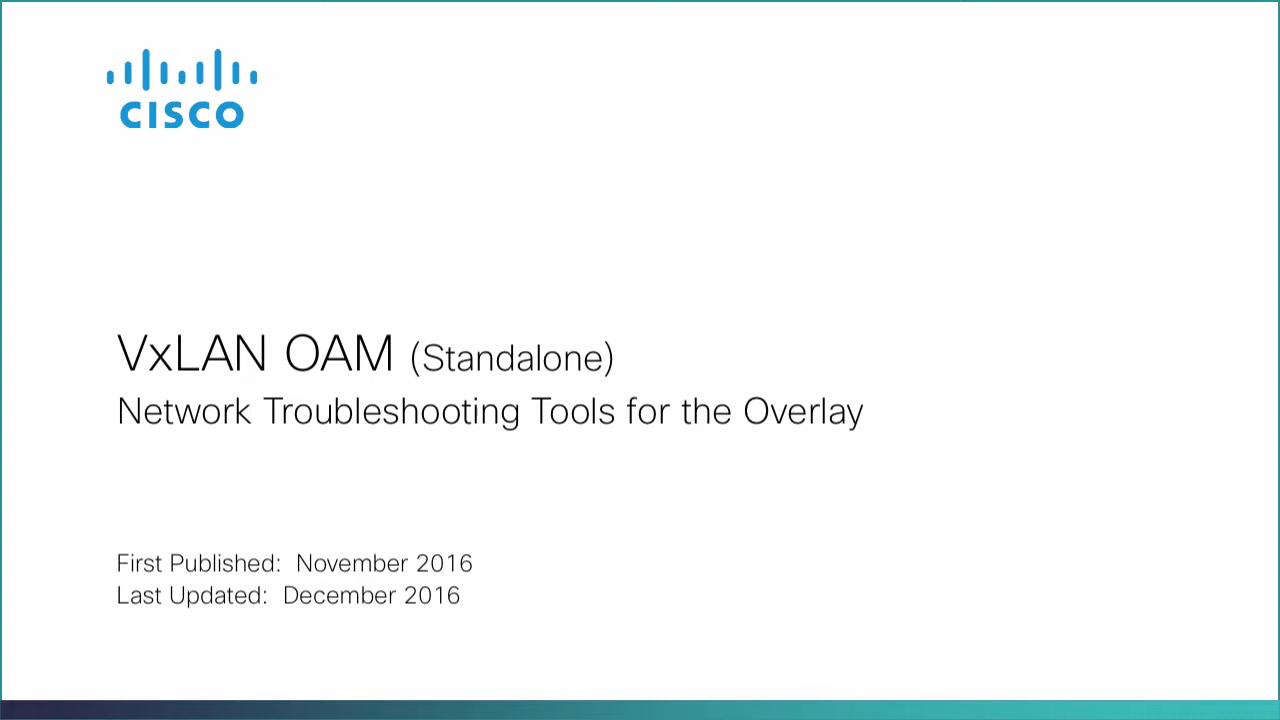 CISCO
VxLAN OAM (Standalone)
Network Troubleshooting Tools for the Overlay
First Published: November 2016
Last Updated: December 2016